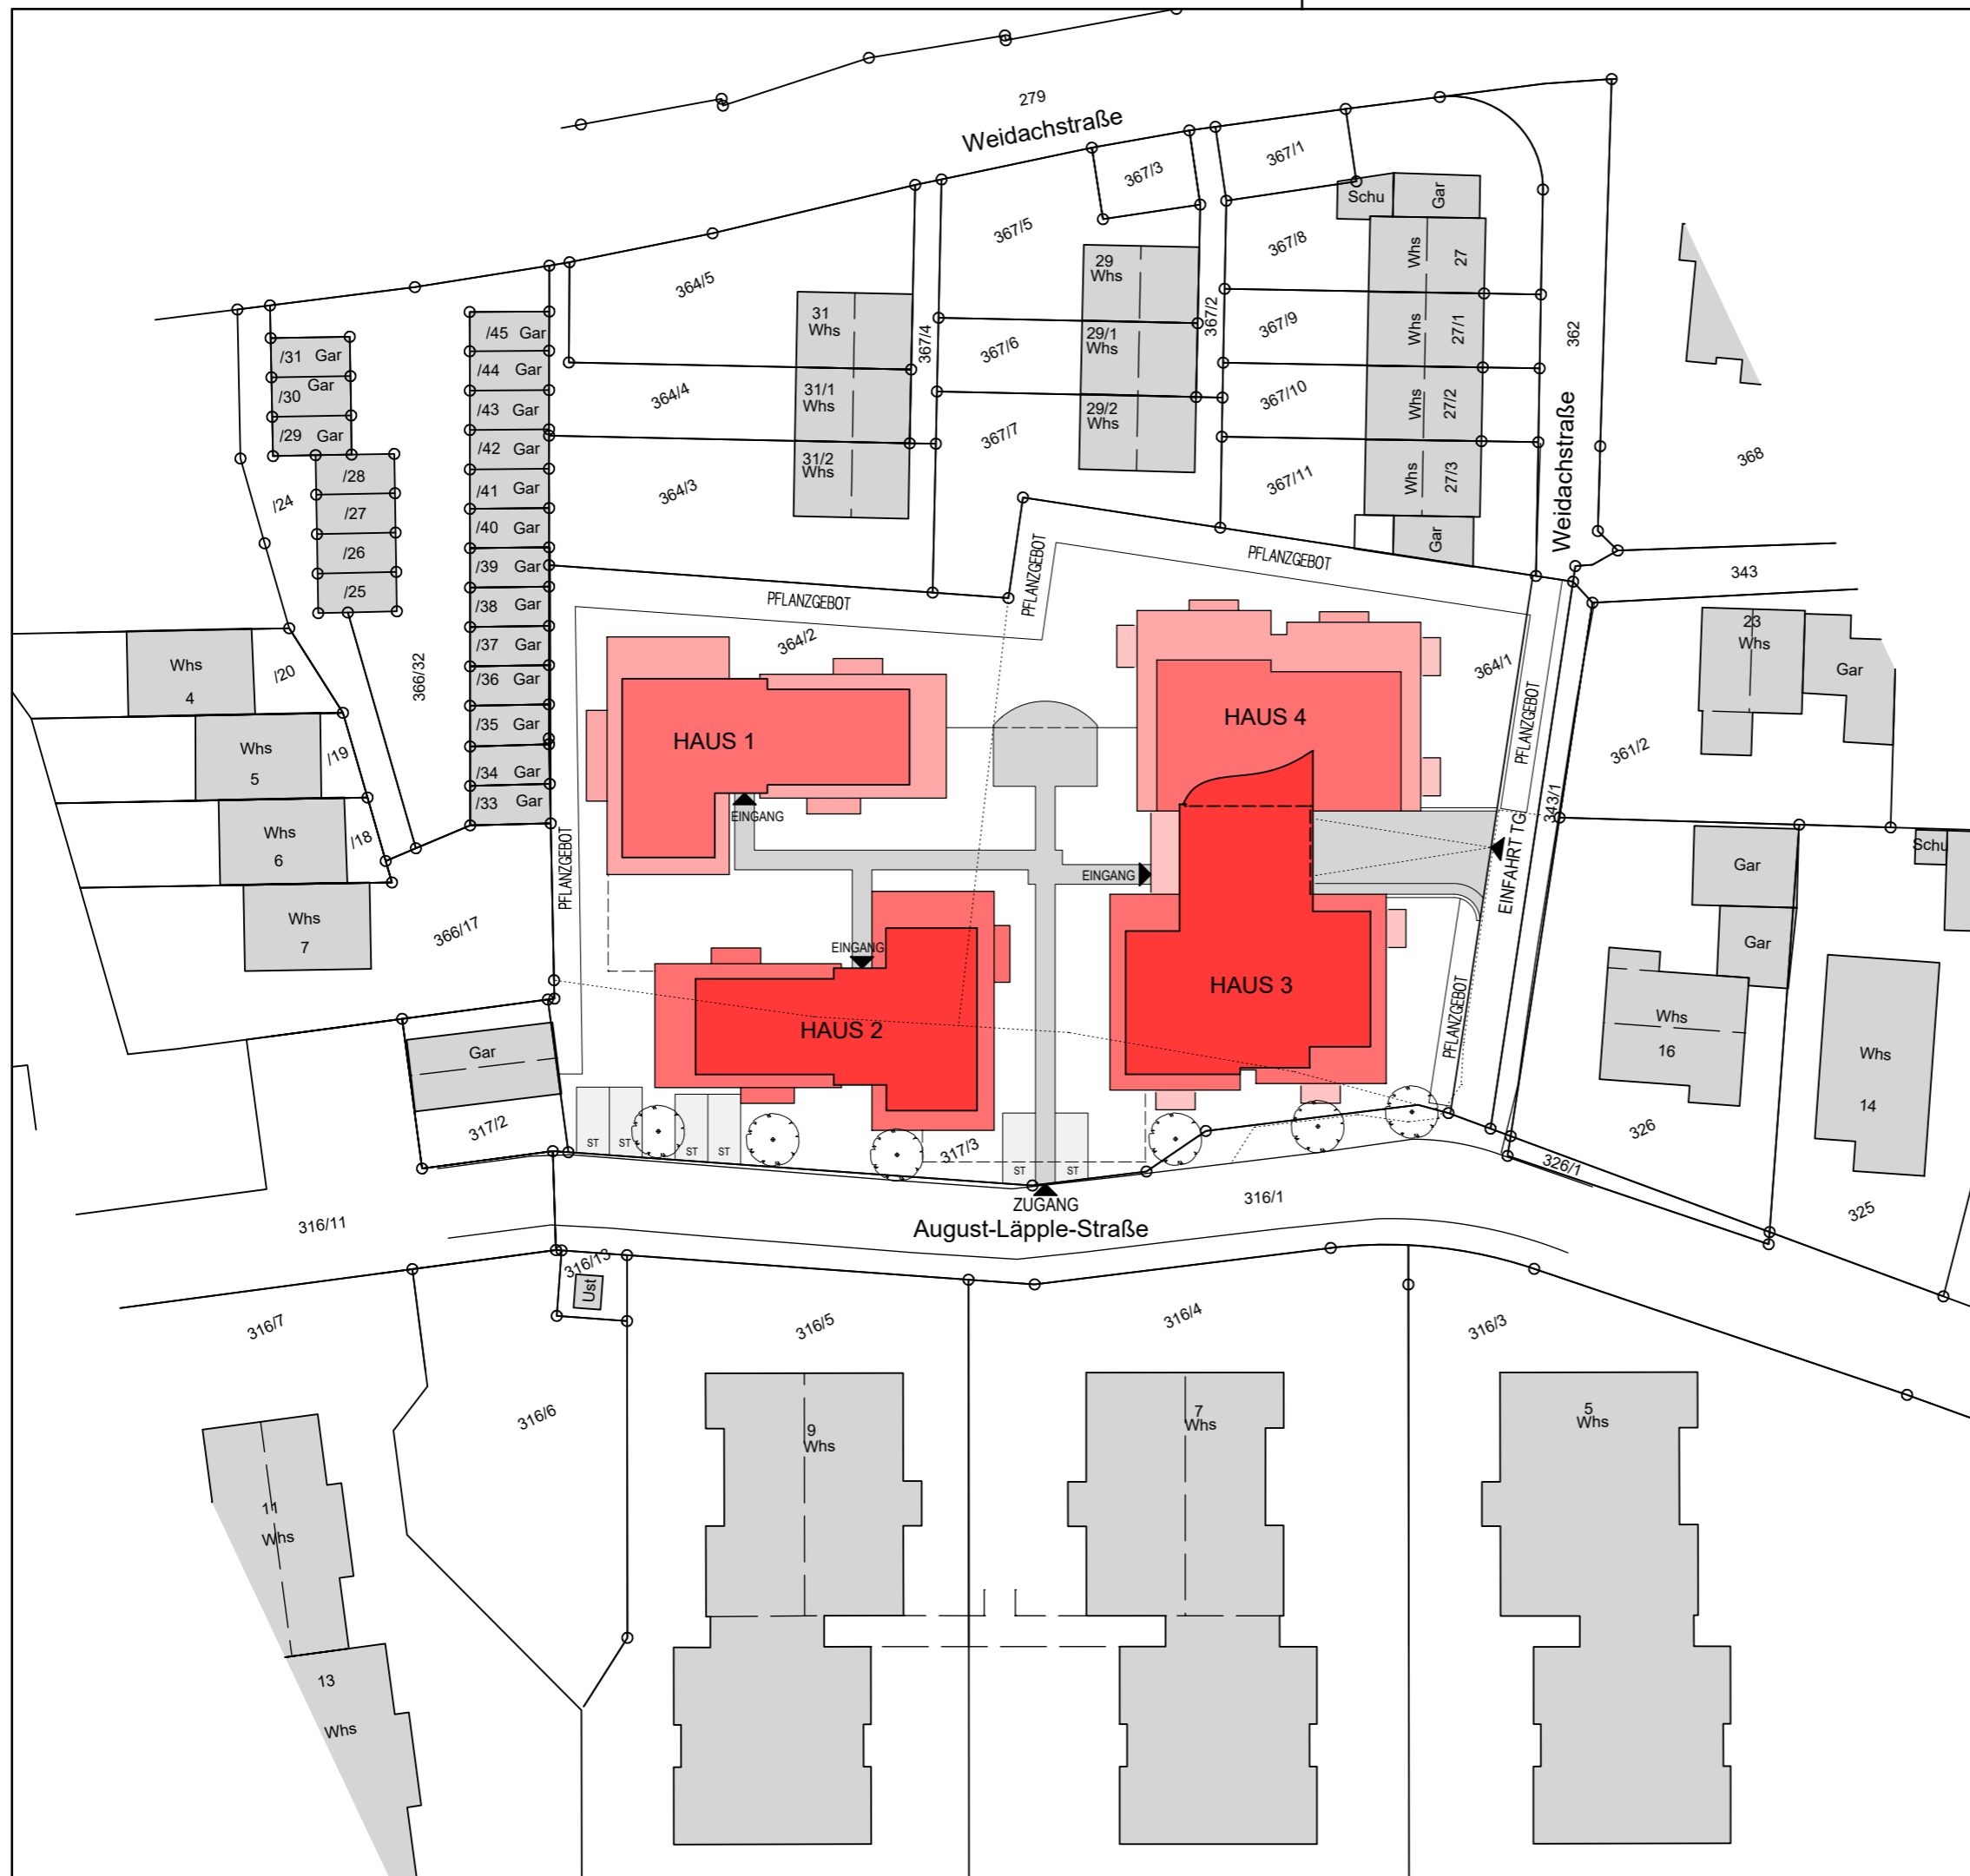 279
Weidachstraße
367/1
367/3
Schu
Gar
367/5
367/8
364/5
29
Whs
Whs
27
31
Whs
367/4
367/2
367/9
Whs
27/1
362
/45 Gar
/31 Gar
/30
Gar
/29 Gar
/44 Gar
/43 Gar
/42 Gar
/41 Gar
/40 Gar
/39 Gar
/38 Gar
/37 Gar
/36 Gar
/35 Gar
/34 Gar
/33 Gar
29/1
Whs
367/6
364/4
31/1
Whs
367/10
Whs
27/2
Weidachstraße
29/2
Whs
367/7
31/2
Whs
364/3
367/11
Whs
27/3
368
Gar
/28
/27
/26
/25
/24
343
PFLANZGEBOT
PFLANZGEBOT
PFLANZGEBOT
364/2
364/1
23
Whs
Gar
Whs
4
/20
366/32
HAUS 1
HAUS 4
PFLANZGEBOT
361/2
Whs
5
/19
EINGANG
343/1
Whs
6
/18
PFLANZGEBOT
EINGANG
EINFAHRT TG
Gar
Schu
Whs
7
366/17
EINGANG
HAUS 3
Gar
HAUS 2
PFLANZGEBOT
Whs
16
Whs
14
Gar
317/2
ST
ST
ST
ST
317/3
ST
ST
326
326/1
ZUGANG
316/1
325
August-Läpple-Straße
316/11
316/13
Ust
316/7
316/5
316/4
316/3
316/6
9
Whs
7
Whs
5
Whs
11
Whs
13
Whs